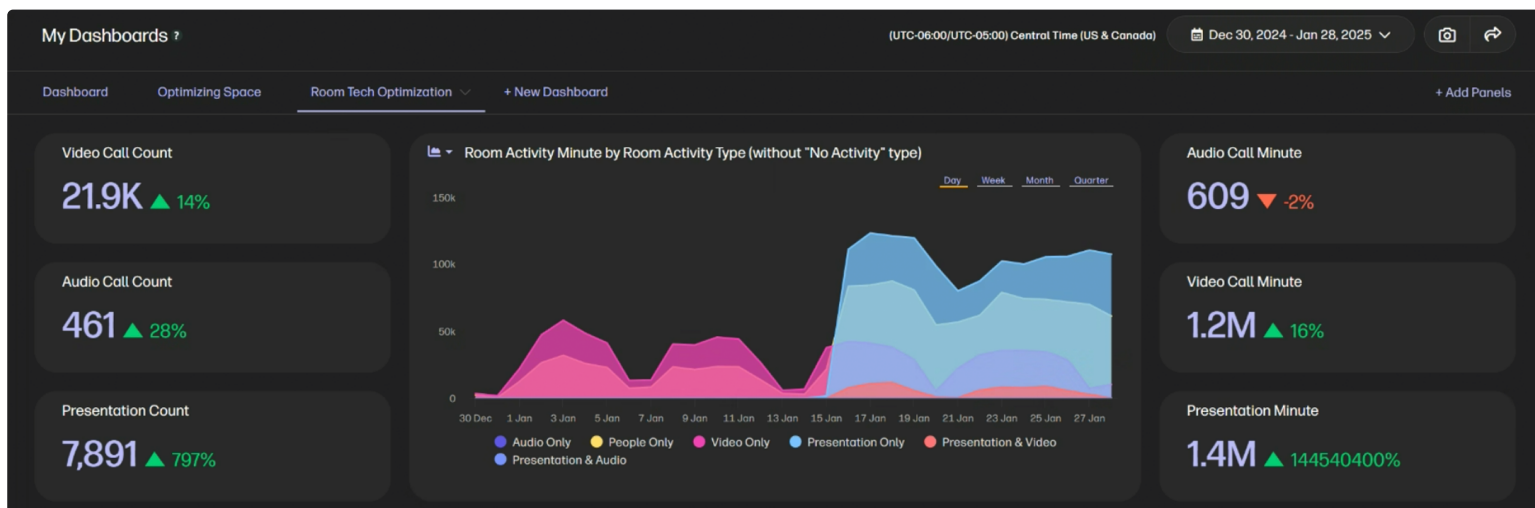 My Dashboards ?
(UTC-06:00/UTC-05:00) Central Time (US & Canada)
Dec 30, 2024 - Jan 28, 2025
Dashboard
Optimizing Space
Room Tech Optimization
+ New Dashboard
+ Add Panels
Video Call Count
21.9K 14%
Audio Call Count
461 28%
Presentation Count
7,891 797%
Room Activity Minute by Room Activity Type (without "No Activity" type)
Day Week Month Quarter
150k
100k
50k
0
30 Dec 1 Jan 3 Jan 5 Jan 7 Jan 9 Jan 11 Jan 13 Jan 15 Jan 17 Jan 19 Jan 21 Jan 23 Jan 25 Jan 27 Jan
Audio Only People Only Video Only Presentation Only Presentation & Video
Presentation & Audio
Audio Call Minute
609 -2%
Video Call Minute
1.2M 16%
Presentation Minute
1.4M 144540400%